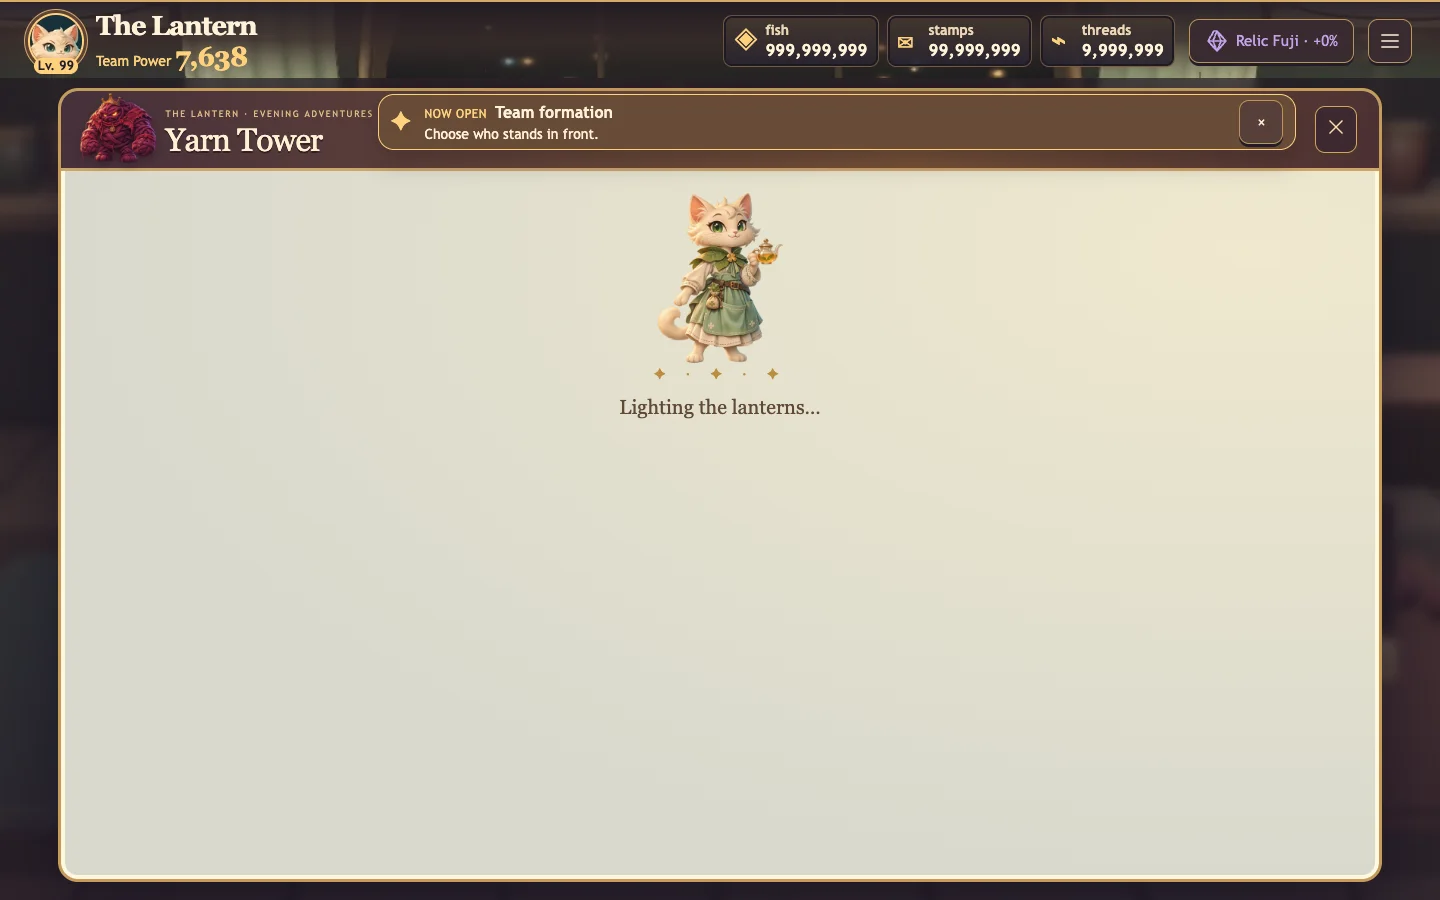 The Lantern
Team Power 7,638
Lv. 99
fish
999,999,999
stamps
99,999,999
threads
9,999,999
Relic Fuji · +0%
THE LANTERN · EVENING ADVENTURES
Yarn Tower
NOW OPEN Team formation
Choose who stands in front.
×
Lighting the lanterns...